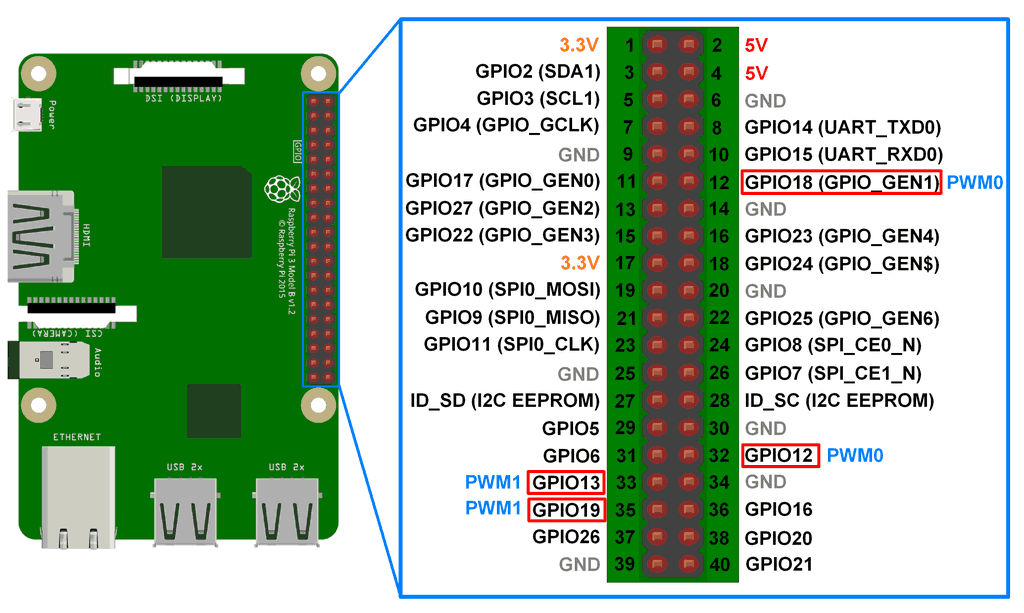 DSI (DISPLAY)
Power
GPIO
HDMI
Raspberry Pi 3 Model B v1.2
© Raspberry Pi 2015
CSI (CAMERA)
Audio
ETHERNET
USB 2x
USB 2x
3.3V 1 2 5V
GPIO2 (SDA1) 3 4 5V
GPIO3 (SCL1) 5 6 GND
GPIO4 (GPIO_GCLK) 7 8 GPIO14 (UART_TXD0)
GND 9 10 GPIO15 (UART_RXD0)
GPIO17 (GPIO_GEN0) 11 12 GPIO18 (GPIO_GEN1) PWM0
GPIO27 (GPIO_GEN2) 13 14 GND
GPIO22 (GPIO_GEN3) 15 16 GPIO23 (GPIO_GEN4)
3.3V 17 18 GPIO24 (GPIO_GEN$)
GPIO10 (SPI0_MOSI) 19 20 GND
GPIO9 (SPI0_MISO) 21 22 GPIO25 (GPIO_GEN6)
GPIO11 (SPI0_CLK) 23 24 GPIO8 (SPI_CE0_N)
GND 25 26 GPIO7 (SPI_CE1_N)
ID_SD (I2C EEPROM) 27 28 ID_SC (I2C EEPROM)
GPIO5 29 30 GND
GPIO6 31 32 GPIO12 PWM0
PWM1 GPIO13 33 34 GND
PWM1 GPIO19 35 36 GPIO16
GPIO26 37 38 GPIO20
GND 39 40 GPIO21